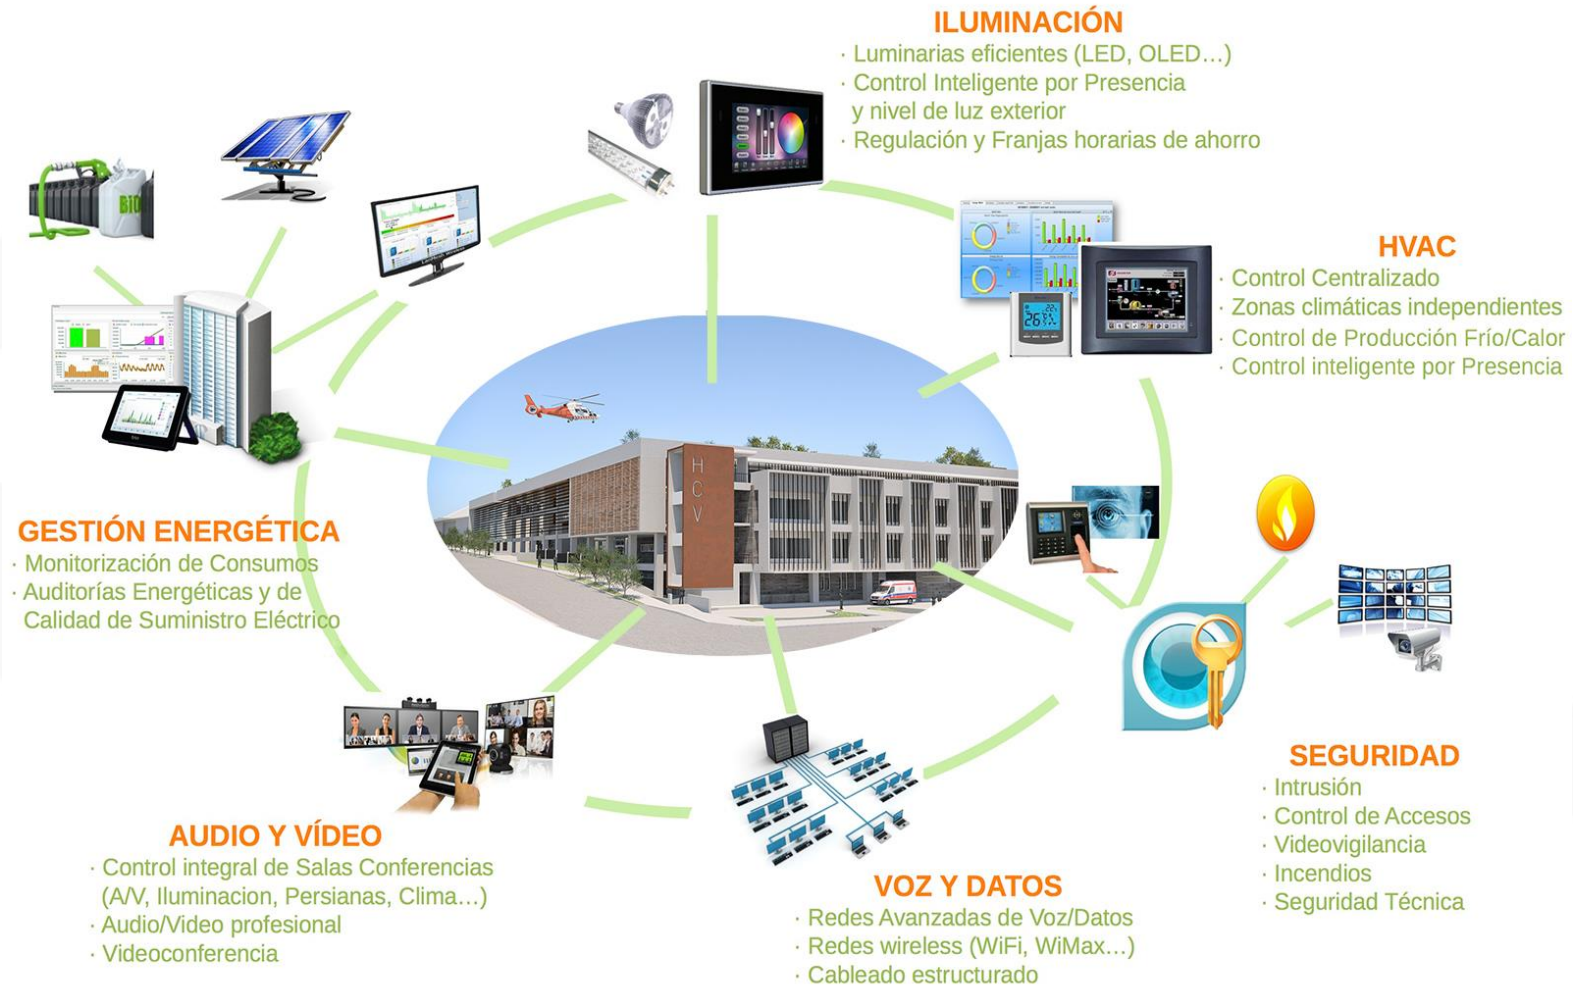 ILUMINACIÓN
· Luminarias eficientes (LED, OLED...)
· Control Inteligente por Presencia
y nivel de luz exterior
· Regulación y Franjas horarias de ahorro
HVAC
· Control Centralizado
· Zonas climáticas independientes
· Control de Producción Frío/Calor
· Control inteligente por Presencia
26
H
C
V
GESTIÓN ENERGÉTICA
· Monitorización de Consumos
· Auditorías Energéticas y de
Calidad de Suministro Eléctrico
SEGURIDAD
· Intrusión
· Control de Accesos
· Videovigilancia
· Incendios
· Seguridad Técnica
AUDIO Y VÍDEO
· Control integral de Salas Conferencias
(A/V, Iluminacion, Persianas, Clima...)
· Audio/Video profesional
· Videoconferencia
VOZ Y DATOS
· Redes Avanzadas de Voz/Datos
· Redes wireless (WiFi, WiMax...)
· Cableado estructurado